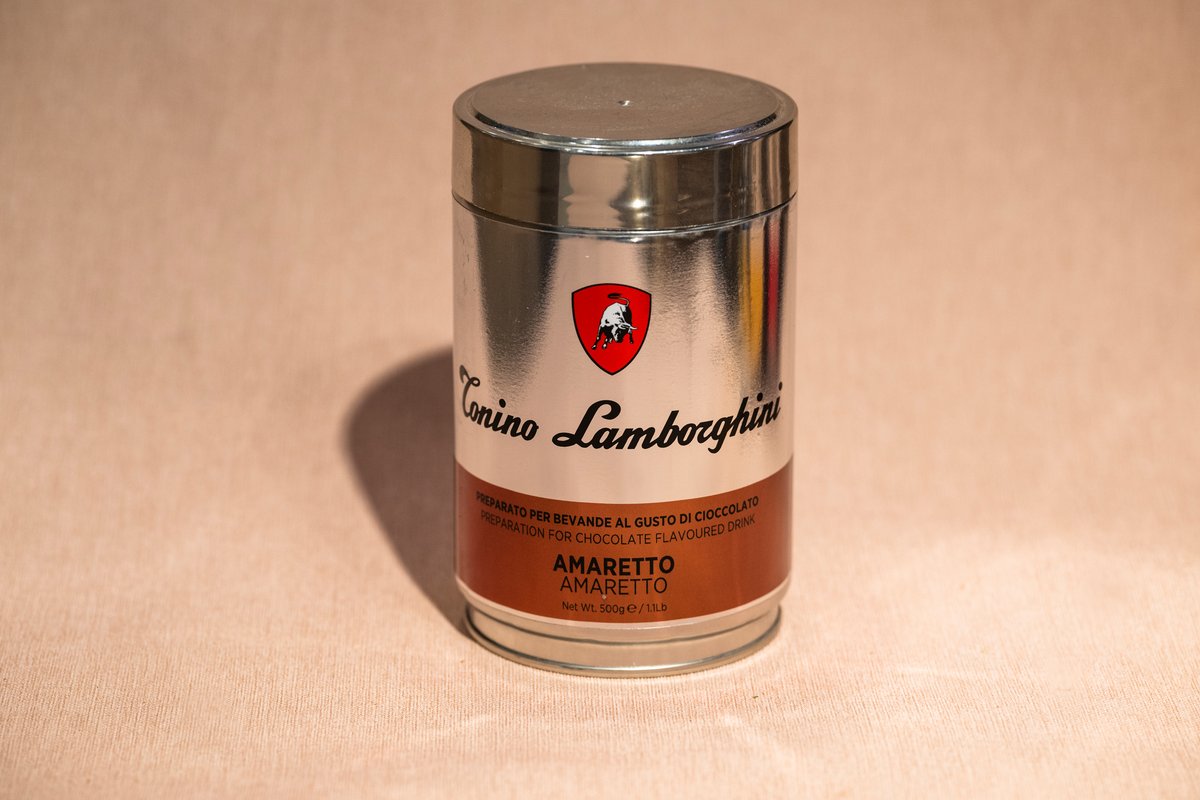 Tonino Lamborghini
PREPARATO PER BEVANDE AL GUSTO DI CIOCCOLATO
PREPARATION FOR CHOCOLATE FLAVOURED DRINK
AMARETTO
AMARETTO
Net Wt. 500g ℮ / 1.1Lb